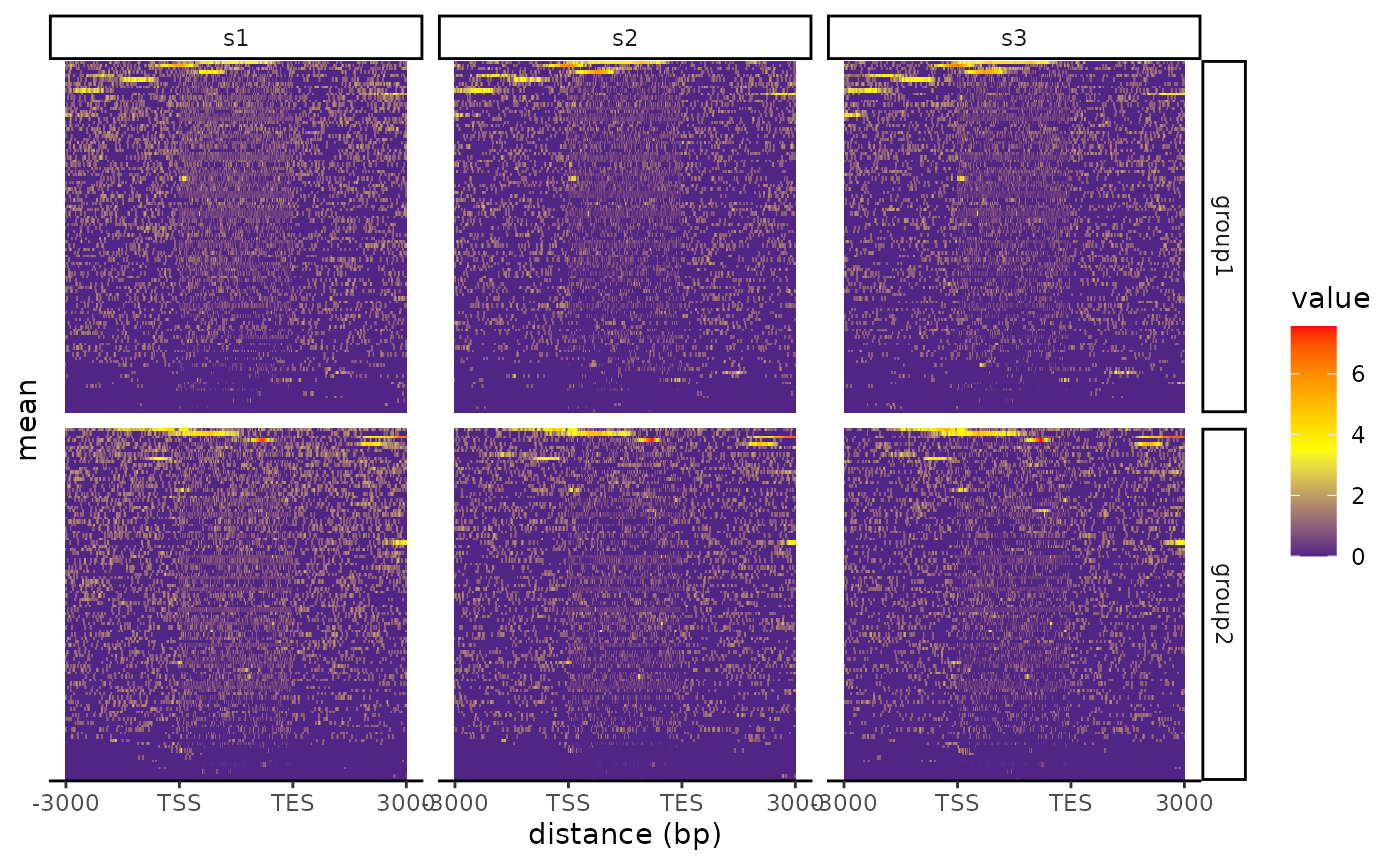 s1 s2 s3
group1
group2
mean
value
6
4
2
0
-3000 TSS TES 3000
-3000 TSS TES 3000
-3000 TSS TES 3000
distance (bp)